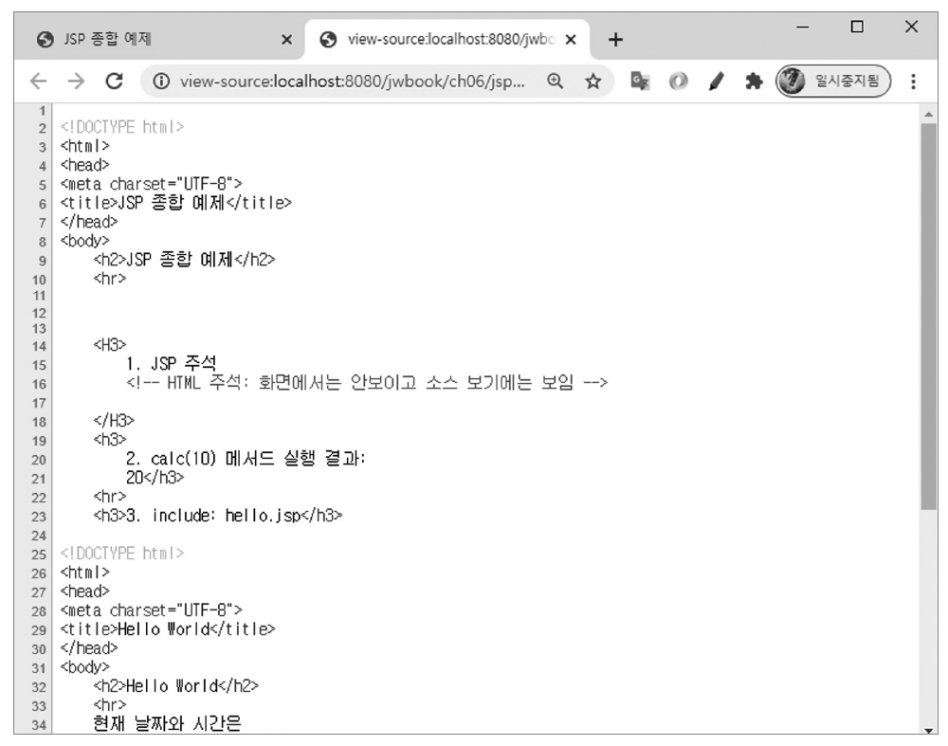 JSP 종합 예제
view-source:localhost:8080/jwbo
view-source:localhost:8080/jwbook/ch06/jsp...
일시중지됨
1
2 <!DOCTYPE html>
3 <html>
4 <head>
5 <meta charset="UTF-8">
6 <title>JSP 종합 예제</title>
7 </head>
8 <body>
9 <h2>JSP 종합 예제</h2>
10 <hr>
11
12
13
14 <H3>
15 1. JSP 주석
16 <!-- HTML 주석: 화면에서는 안보이고 소스 보기에는 보임 -->
17
18 </H3>
19 <h3>
20 2. calc(10) 메서드 실행 결과:
21 20</h3>
22 <hr>
23 <h3>3. include: hello.jsp</h3>
24
25 <!DOCTYPE html>
26 <html>
27 <head>
28 <meta charset="UTF-8">
29 <title>Hello World</title>
30 </head>
31 <body>
32 <h2>Hello World</h2>
33 <hr>
34 현재 날짜와 시간은